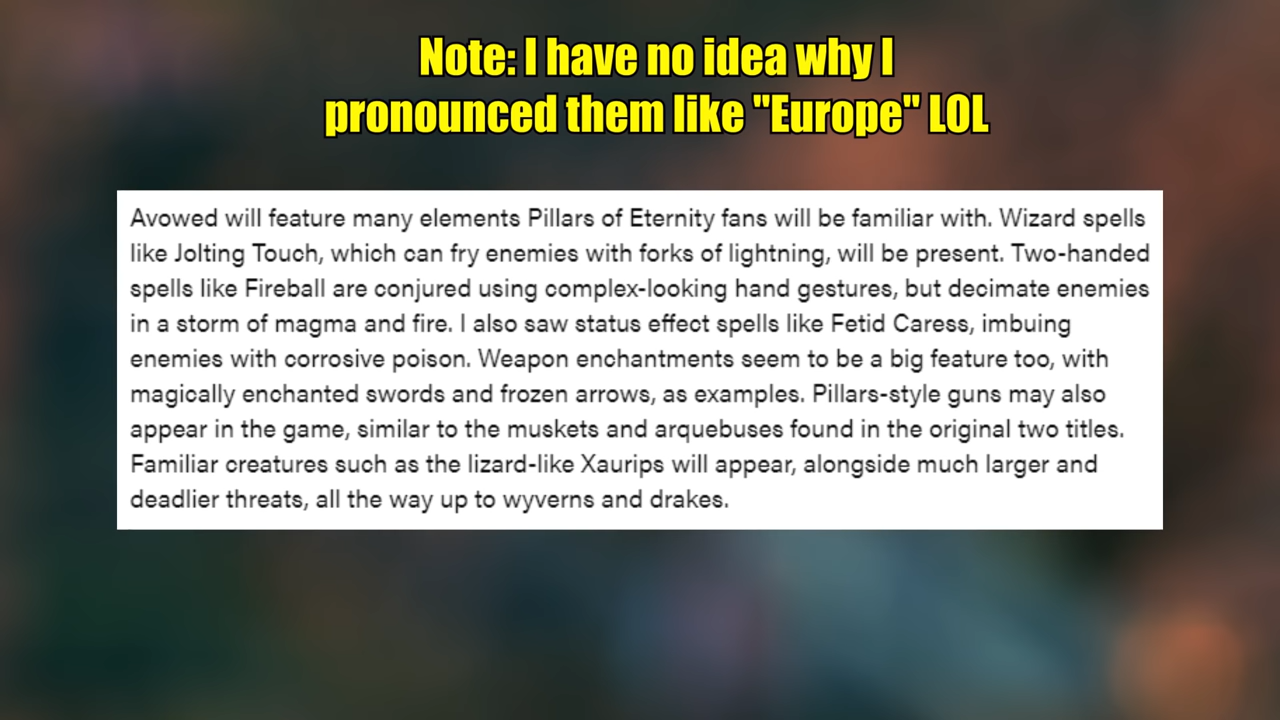 Note: I have no idea why I
pronounced them like "Europe" LOL
Avowed will feature many elements Pillars of Eternity fans will be familiar with. Wizard spells
like Jolting Touch, which can fry enemies with forks of lightning, will be present. Two-handed
spells like Fireball are conjured using complex-looking hand gestures, but decimate enemies
in a storm of magma and fire. I also saw status effect spells like Fetid Caress, imbuing
enemies with corrosive poison. Weapon enchantments seem to be a big feature too, with
magically enchanted swords and frozen arrows, as examples. Pillars-style guns may also
appear in the game, similar to the muskets and arquebuses found in the original two titles.
Familiar creatures such as the lizard-like Xaurips will appear, alongside much larger and
deadlier threats, all the way up to wyverns and drakes.